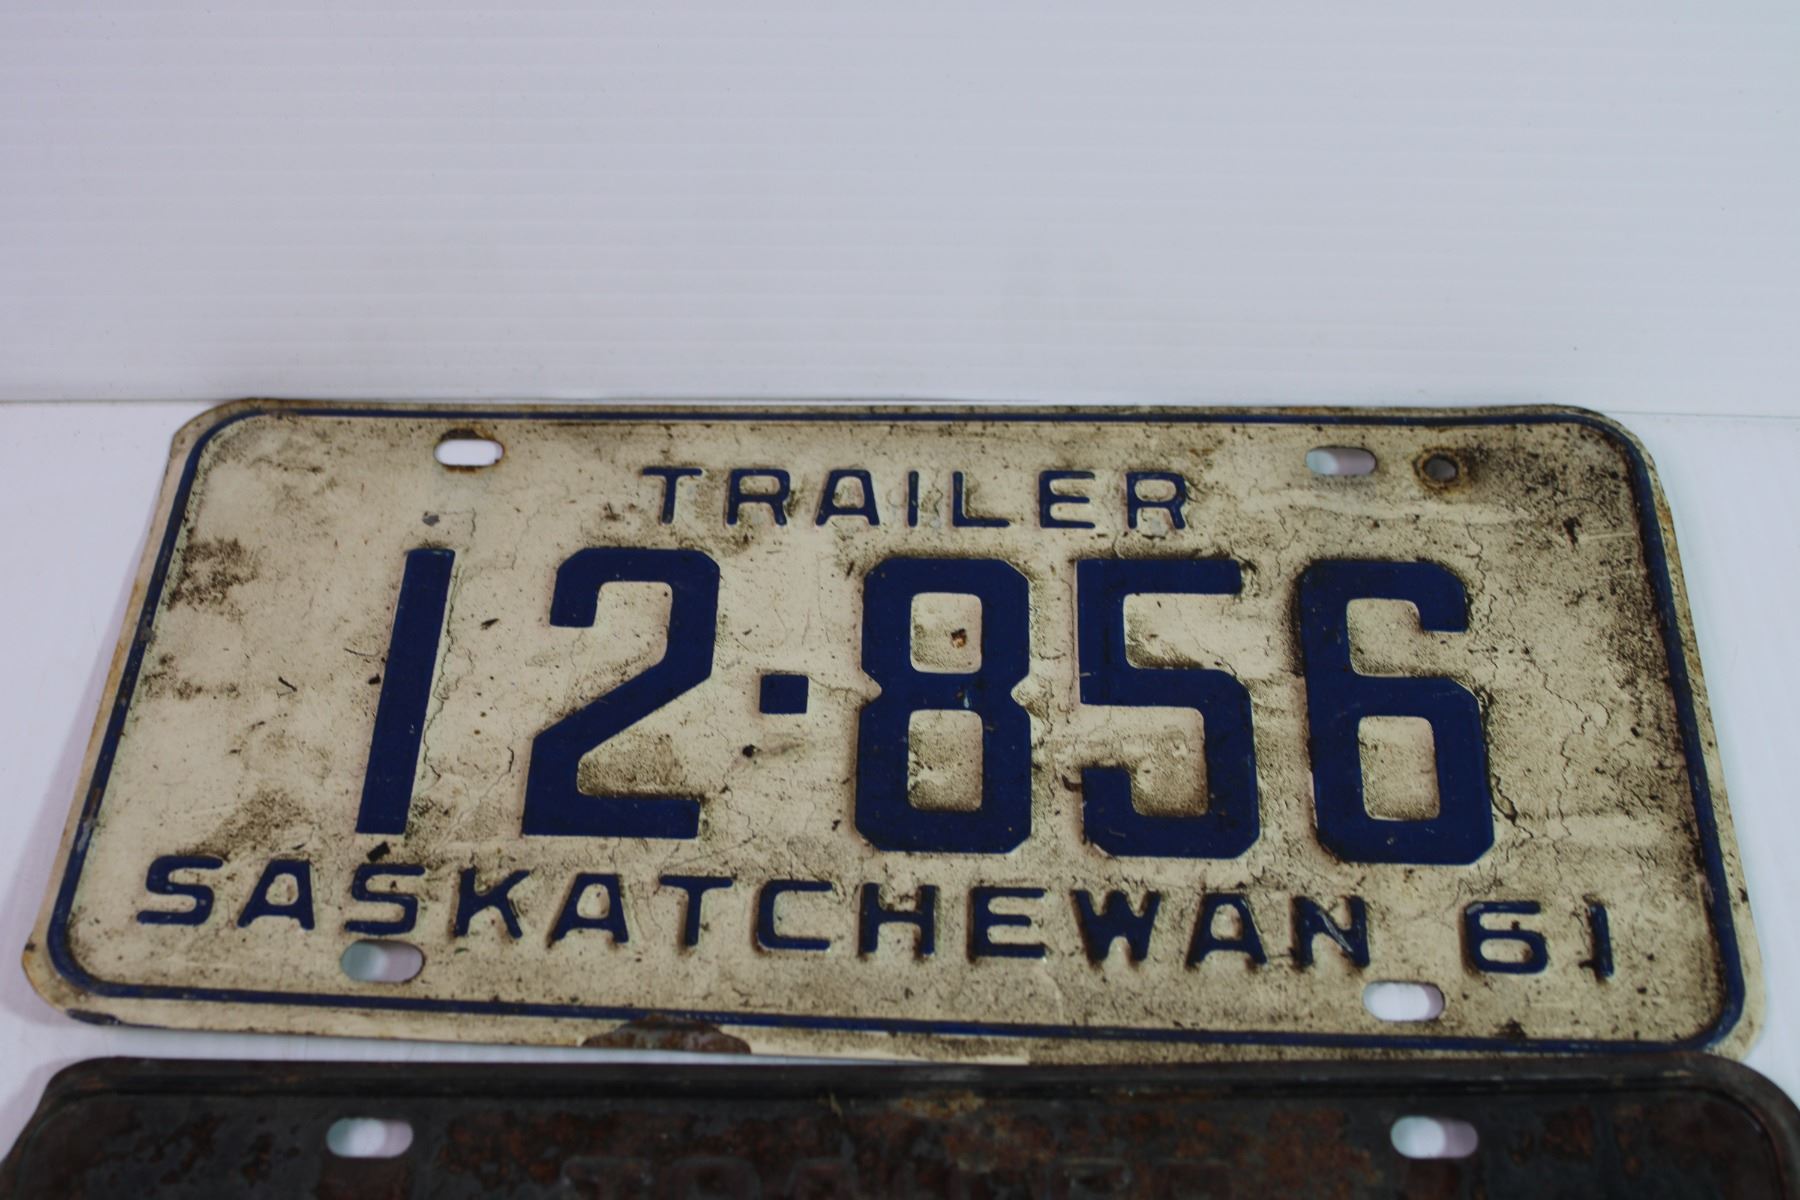 TRAILER
12·856
SASKATCHEWAN 61